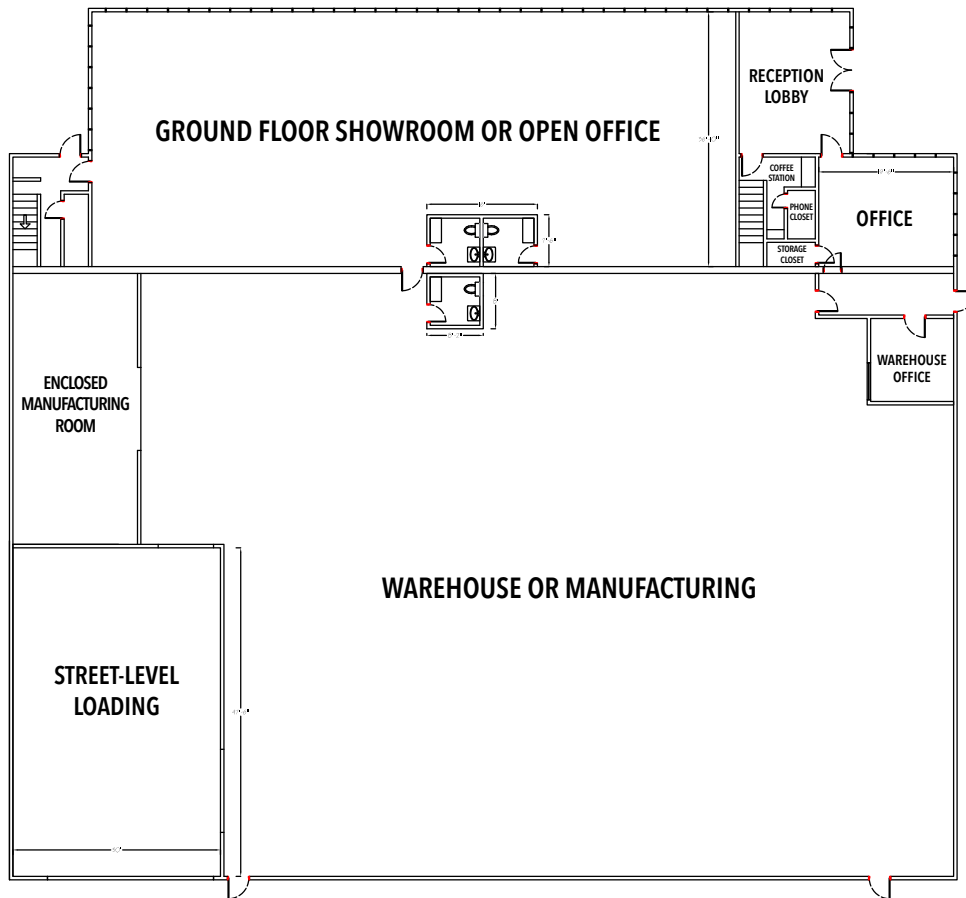 RECEPTION
LOBBY
GROUND FLOOR SHOWROOM OR OPEN OFFICE
COFFEE
STATION
PHONE
CLOSET
OFFICE
STORAGE
CLOSET
WAREHOUSE
OFFICE
ENCLOSED
MANUFACTURING
ROOM
WAREHOUSE OR MANUFACTURING
STREET-LEVEL
LOADING